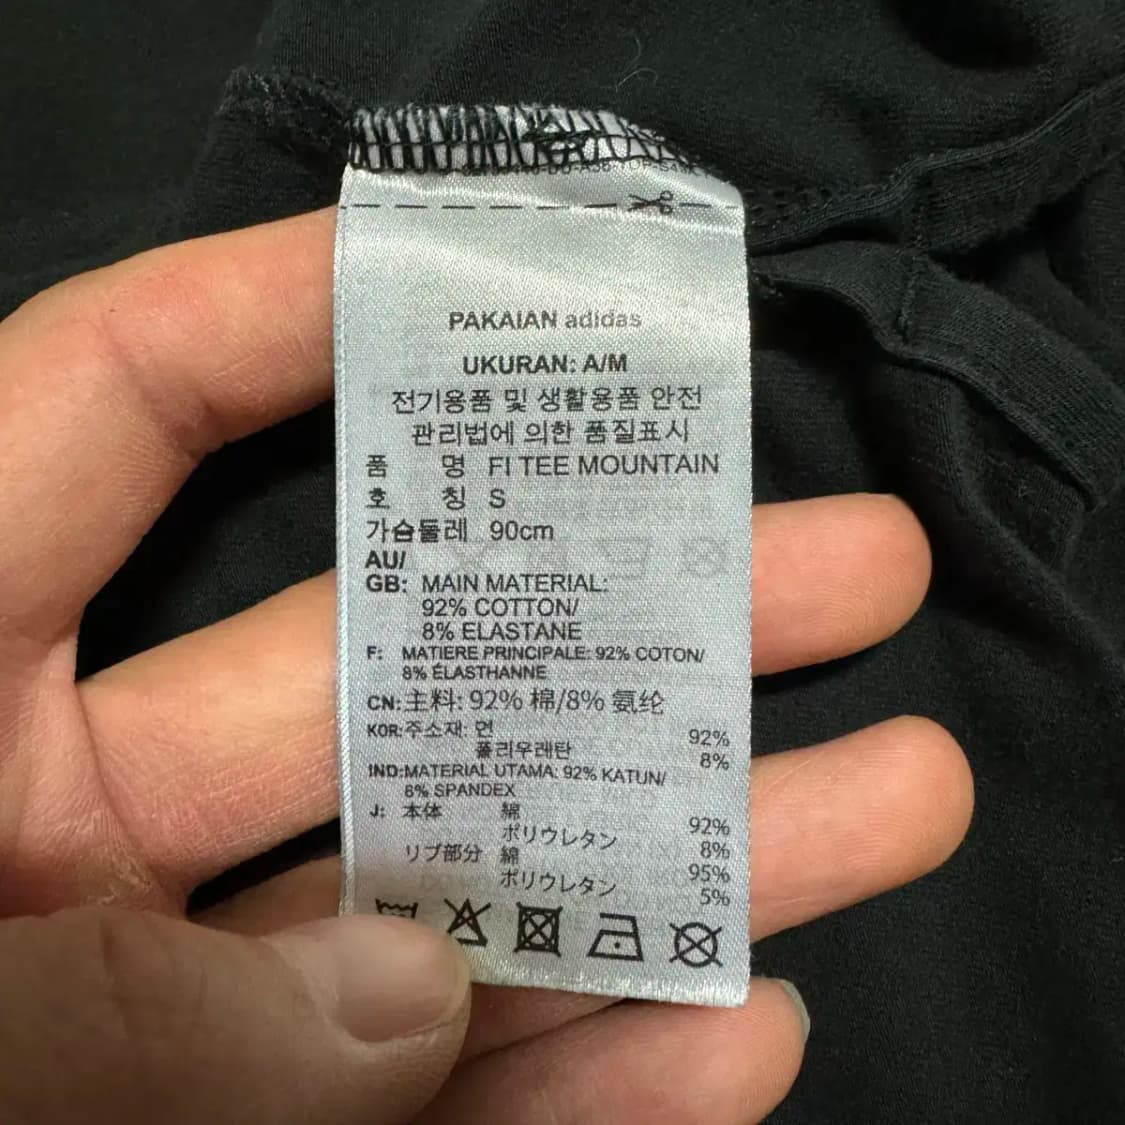 PAKAIAN adidas
UKURAN: A/M
전기용품 및 생활용품 안전
관리법에 의한 품질표시
품 명 FI TEE MOUNTAIN
호 칭 S
가슴둘레 90cm
AU/
GB: MAIN MATERIAL:
92% COTTON/
8% ELASTANE
F: MATIERE PRINCIPALE: 92% COTON/
8% ÉLASTHANNE
CN: 主料: 92% 棉/8% 氨纶
KOR: 주소재: 면 92%
폴리우레탄 8%
IND: MATERIAL UTAMA: 92% KATUN/
8% SPANDEX
J: 本体 綿 92%
ポリウレタン 8%
リブ部分 綿 95%
ポリウレタン 5%